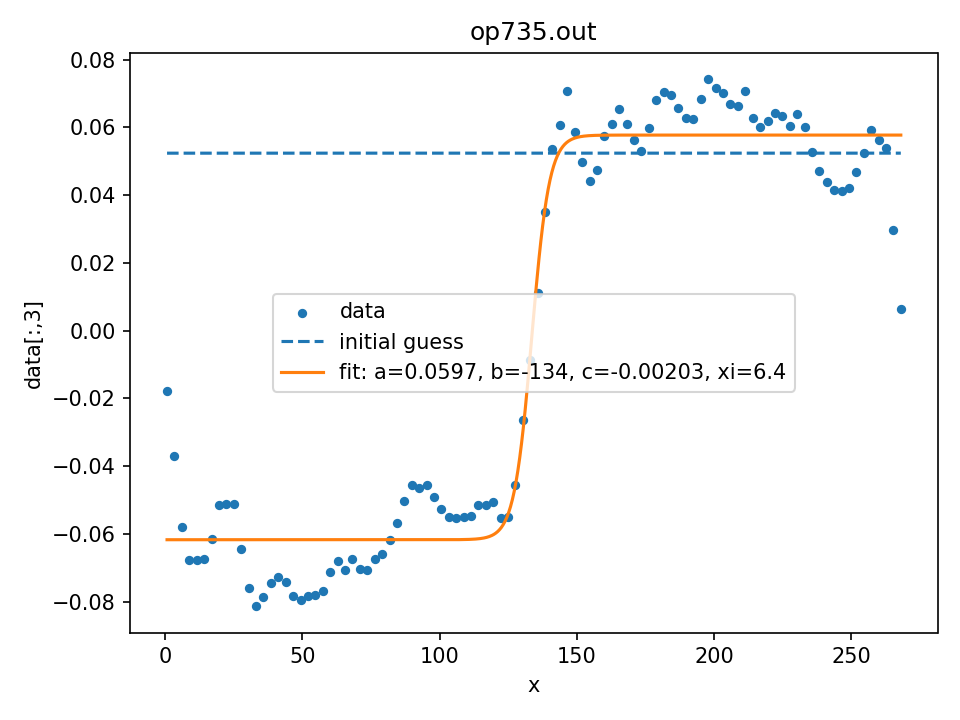 op735.out
0.08
0.06
0.04
0.02
0.00
−0.02
−0.04
−0.06
−0.08
data[:,3]
data
initial guess
fit: a=0.0597, b=-134, c=-0.00203, xi=6.4
0 50 100 150 200 250
x